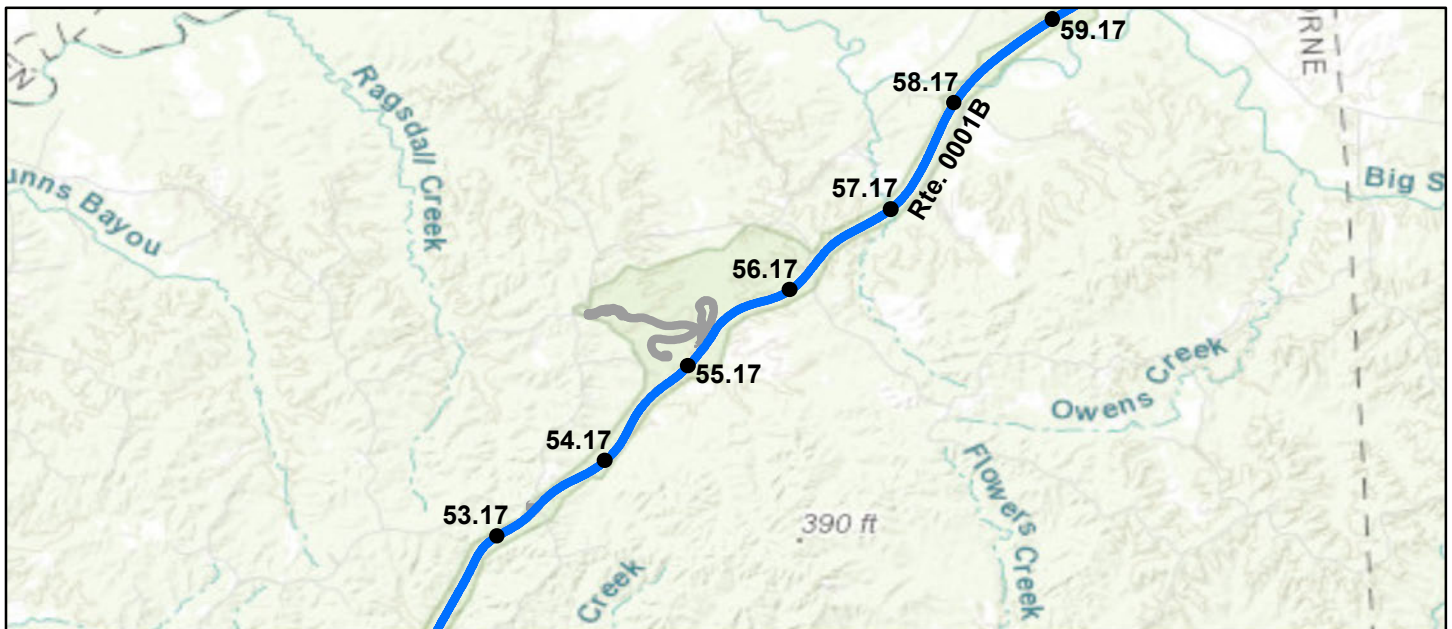 59.17
RNE
EN
Ragsdall Creek
58.17
Rte. 0001B
unns Bayou
Big S
57.17
56.17
55.17
Owens Creek
54.17
Flowers Creek
53.17
390 ft
Creek